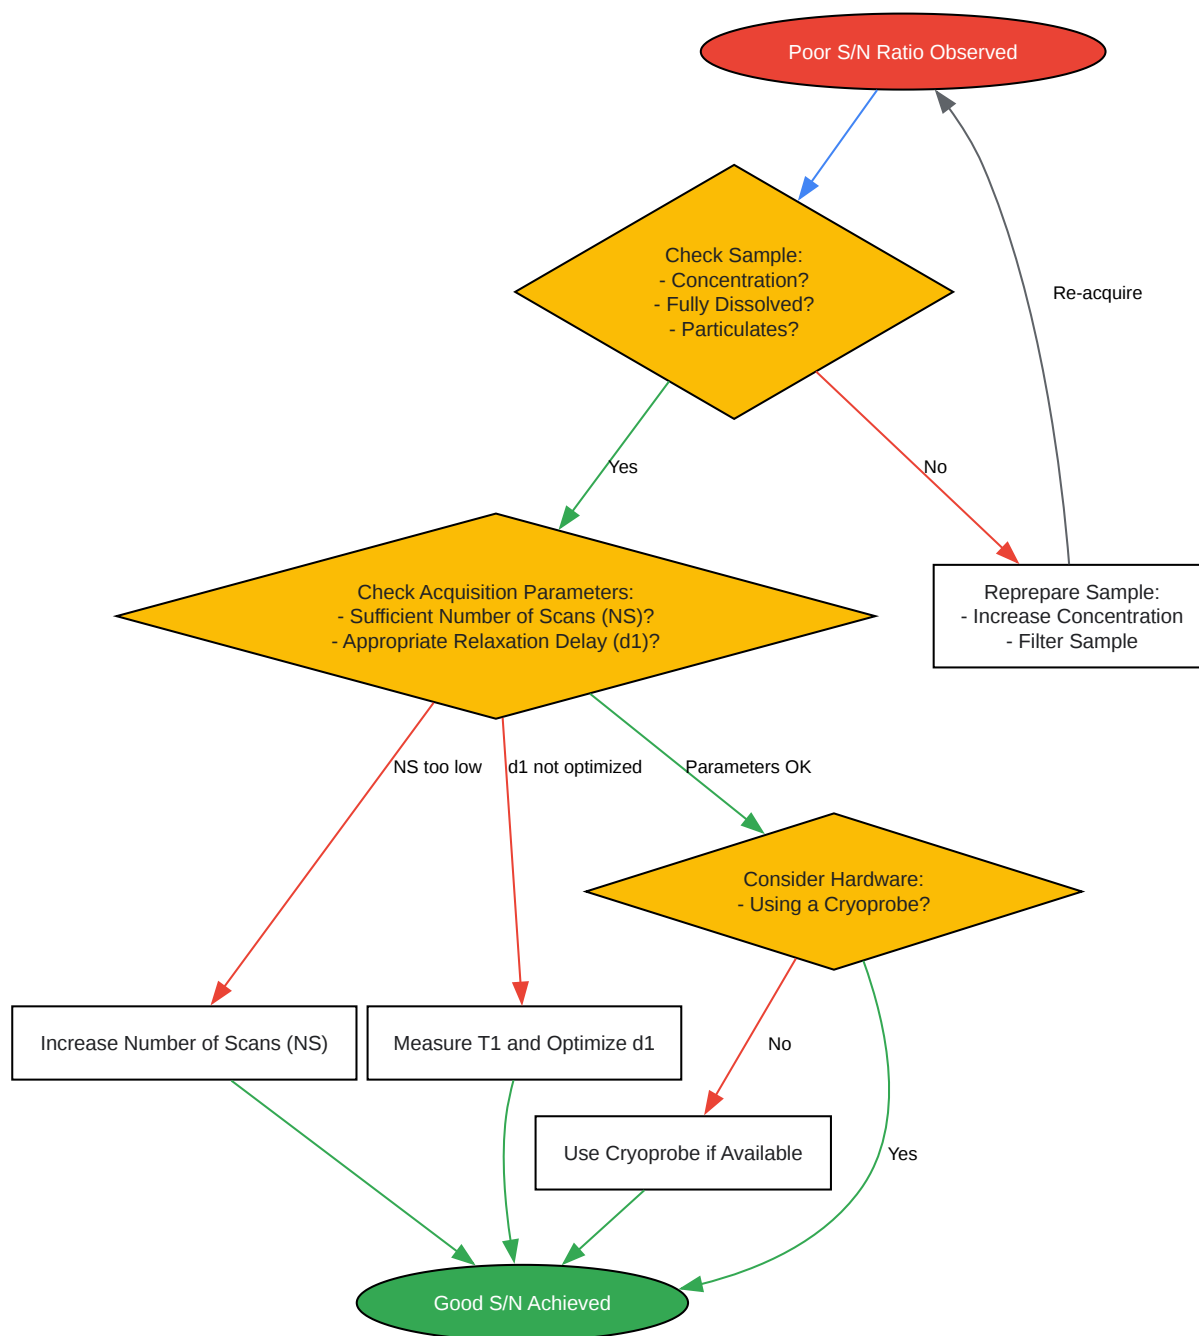 Poor S/N Ratio Observed
Check Sample:
- Concentration?
- Fully Dissolved?
- Particulates?
Re-acquire
Yes
No
Check Acquisition Parameters:
- Sufficient Number of Scans (NS)?
- Appropriate Relaxation Delay (d1)?
Reprepare Sample:
- Increase Concentration
- Filter Sample
NS too low
d1 not optimized
Parameters OK
Consider Hardware:
- Using a Cryoprobe?
Increase Number of Scans (NS)
Measure T1 and Optimize d1
No
Use Cryoprobe if Available
Yes
Good S/N Achieved